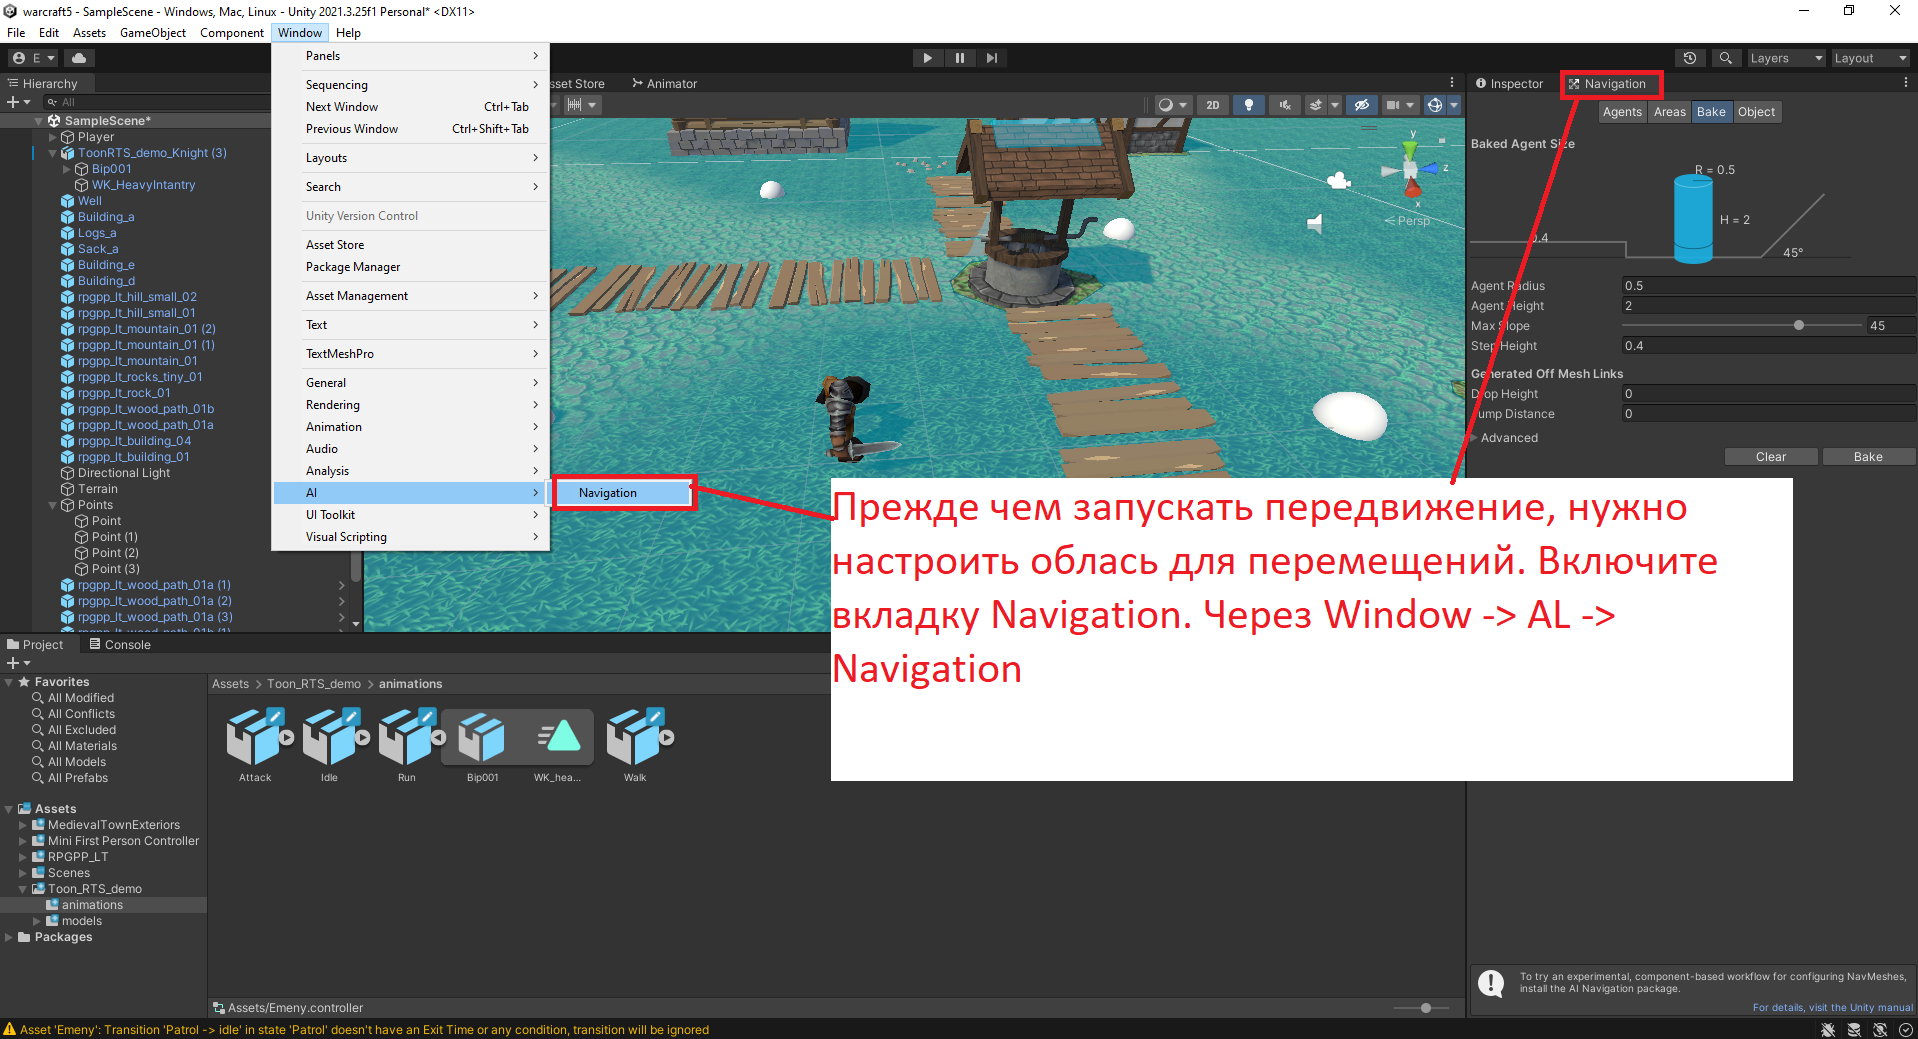 warcraft5 - SampleScene - Windows, Mac, Linux - Unity 2021.3.25f1 Personal* <DX11>
File Edit Assets GameObject Component Window Help
E
Layers
Layout
Hierarchy
All
SampleScene*
Player
ToonRTS_demo_Knight (3)
Bip001
WK_HeavyIntantry
Well
Building_a
Logs_a
Sack_a
Building_e
Building_d
rpgpp_lt_hill_small_02
rpgpp_lt_hill_small_01
rpgpp_lt_mountain_01 (2)
rpgpp_lt_mountain_01 (1)
rpgpp_lt_mountain_01
rpgpp_lt_rocks_tiny_01
rpgpp_lt_rock_01
rpgpp_lt_wood_path_01b
rpgpp_lt_wood_path_01a
rpgpp_lt_building_04
rpgpp_lt_building_01
Directional Light
Terrain
Points
Point
Point (1)
Point (2)
Point (3)
rpgpp_lt_wood_path_01a (1)
rpgpp_lt_wood_path_01a (2)
rpgpp_lt_wood_path_01a (3)
Panels
Sequencing
Next Window Ctrl+Tab
Previous Window Ctrl+Shift+Tab
Layouts
Search
Unity Version Control
Asset Store
Package Manager
Asset Management
Text
TextMeshPro
General
Rendering
Animation
Audio
Analysis
AI
UI Toolkit
Visual Scripting
Navigation
sset Store
Animator
2D
y
z
x
Persp
Inspector
Navigation
Agents Areas Bake Object
Baked Agent Size
R = 0.5
H = 2
0.4
45°
Agent Radius 0.5
Agent Height 2
Max Slope 45
Step Height 0.4
Generated Off Mesh Links
Drop Height 0
Jump Distance 0
Advanced
Clear Bake
Прежде чем запускать передвижение, нужно
настроить облась для перемещений. Включите
вкладку Navigation. Через Window -> AL ->
Navigation
Project
Console
Favorites
All Modified
All Conflicts
All Excluded
All Materials
All Models
All Prefabs
Assets
MedievalTownExteriors
Mini First Person Controller
RPGPP_LT
Scenes
Toon_RTS_demo
animations
models
Packages
Assets > Toon_RTS_demo > animations
Attack
Idle
Run
Bip001
WK_hea...
Walk
Assets/Emeny.controller
To try an experimental, component-based workflow for configuring NavMeshes,
install the AI Navigation package.
For details, visit the Unity manual
Asset 'Emeny': Transition 'Patrol -> idle' in state 'Patrol' doesn't have an Exit Time or any condition, transition will be ignored